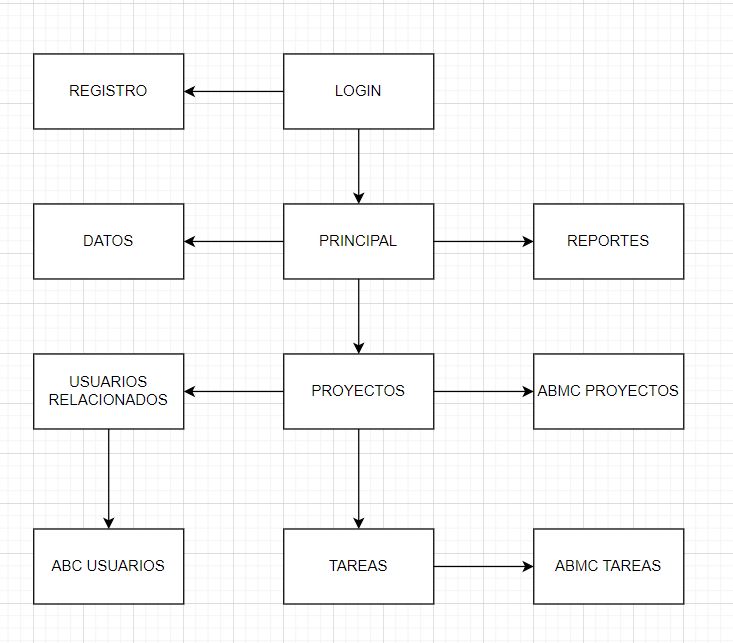 REGISTRO
LOGIN
DATOS
PRINCIPAL
REPORTES
USUARIOS
RELACIONADOS
PROYECTOS
ABMC PROYECTOS
ABC USUARIOS
TAREAS
ABMC TAREAS